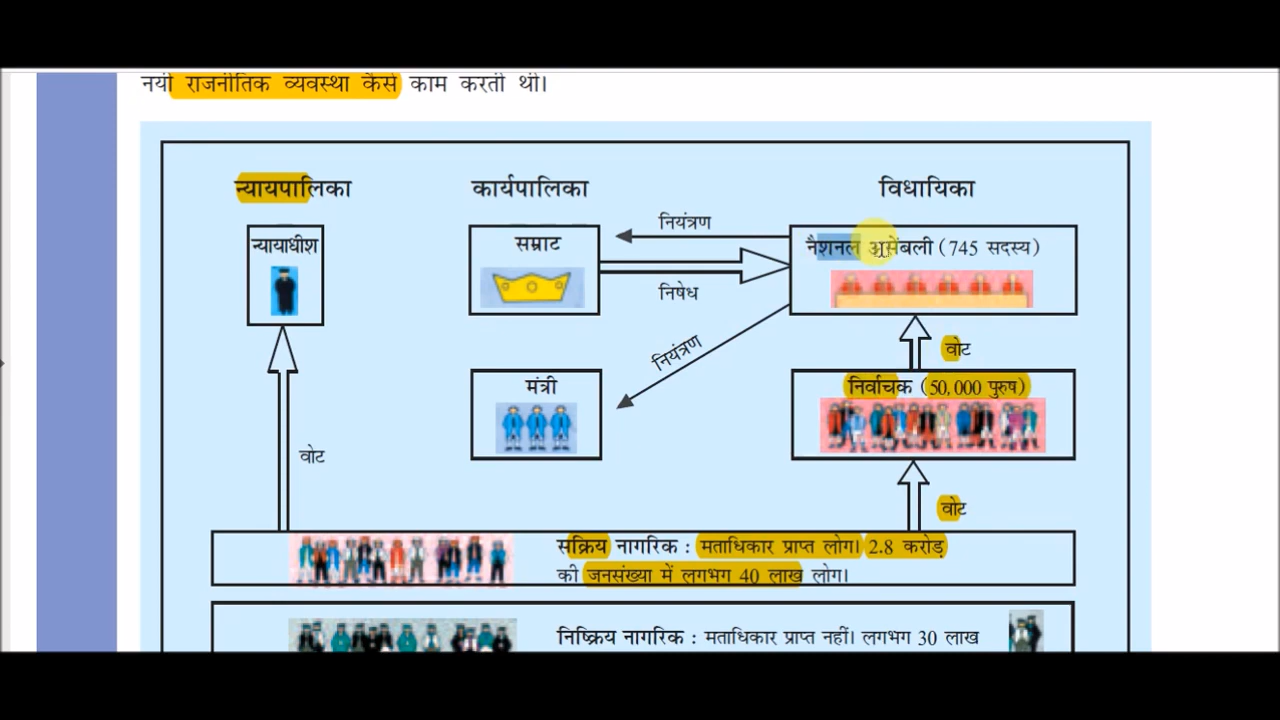 नयी राजनीतिक व्यवस्था कैसे काम करती थी।
न्यायपालिका
कार्यपालिका
विधायिका
न्यायाधीश
सम्राट
नियंत्रण
निषेध
नैशनल असेंबली (745 सदस्य)
नियंत्रण
वोट
मंत्री
निर्वाचक (50,000 पुरुष)
वोट
वोट
सक्रिय नागरिक : मताधिकार प्राप्त लोग। 2.8 करोड़
की जनसंख्या में लगभग 40 लाख लोग।
निष्क्रिय नागरिक : मताधिकार प्राप्त नहीं। लगभग 30 लाख